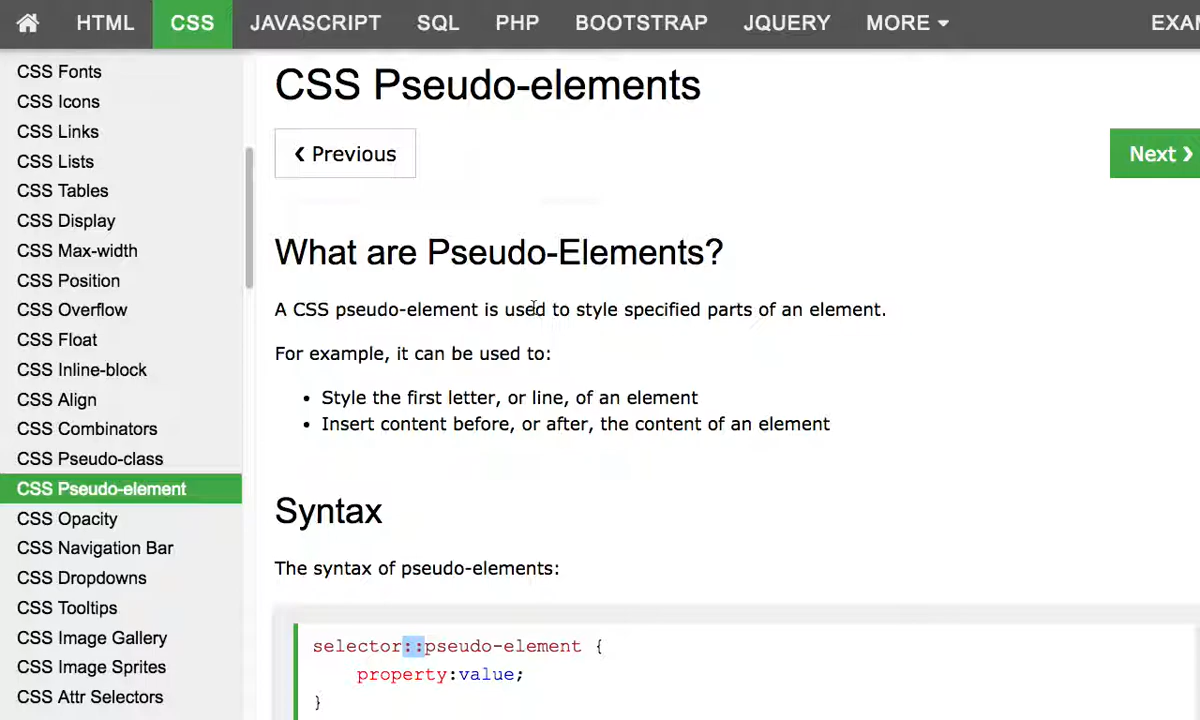 HTML CSS JAVASCRIPT SQL PHP BOOTSTRAP JQUERY MORE EXAM
CSS Fonts
CSS Icons
CSS Links
CSS Lists
CSS Tables
CSS Display
CSS Max-width
CSS Position
CSS Overflow
CSS Float
CSS Inline-block
CSS Align
CSS Combinators
CSS Pseudo-class
CSS Pseudo-element
CSS Opacity
CSS Navigation Bar
CSS Dropdowns
CSS Tooltips
CSS Image Gallery
CSS Image Sprites
CSS Attr Selectors
CSS Pseudo-elements
❮ Previous
Next ❯
What are Pseudo-Elements?
A CSS pseudo-element is used to style specified parts of an element.
For example, it can be used to:
• Style the first letter, or line, of an element
• Insert content before, or after, the content of an element
Syntax
The syntax of pseudo-elements:
selector::pseudo-element {
property:value;
}